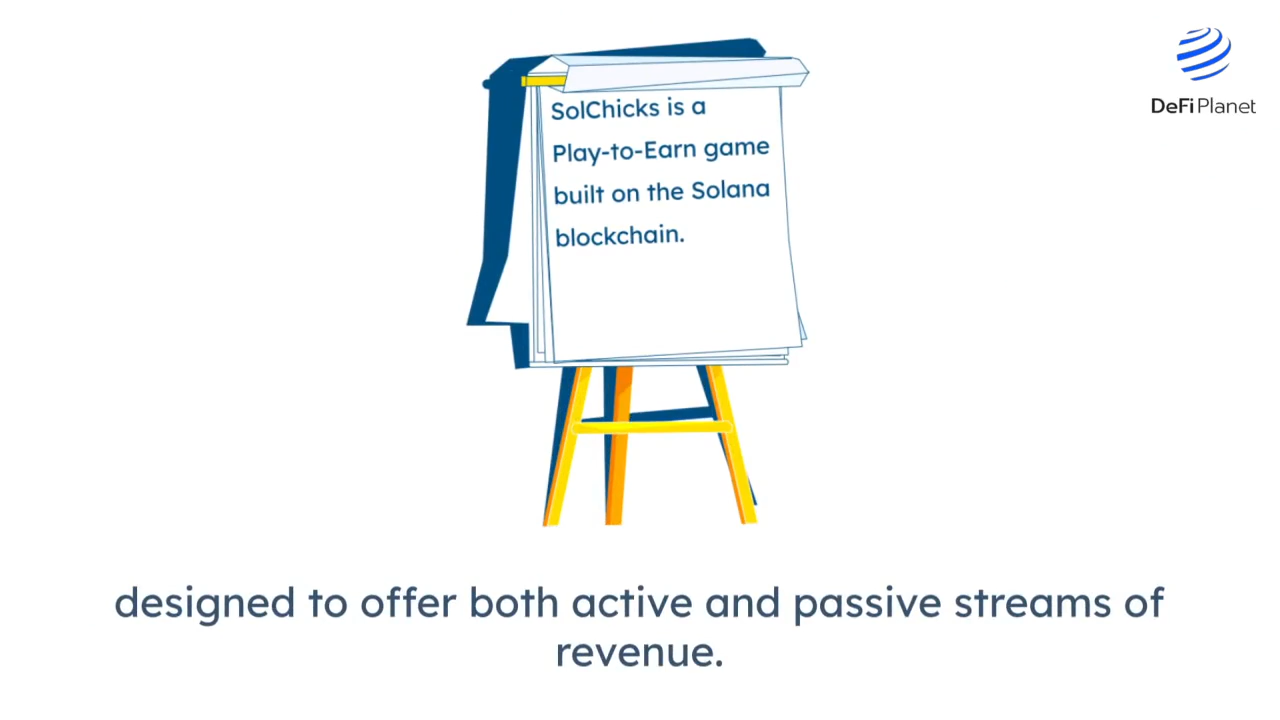 DeFi Planet
SolChicks is a
Play-to-Earn game
built on the Solana
blockchain.
designed to offer both active and passive streams of
revenue.